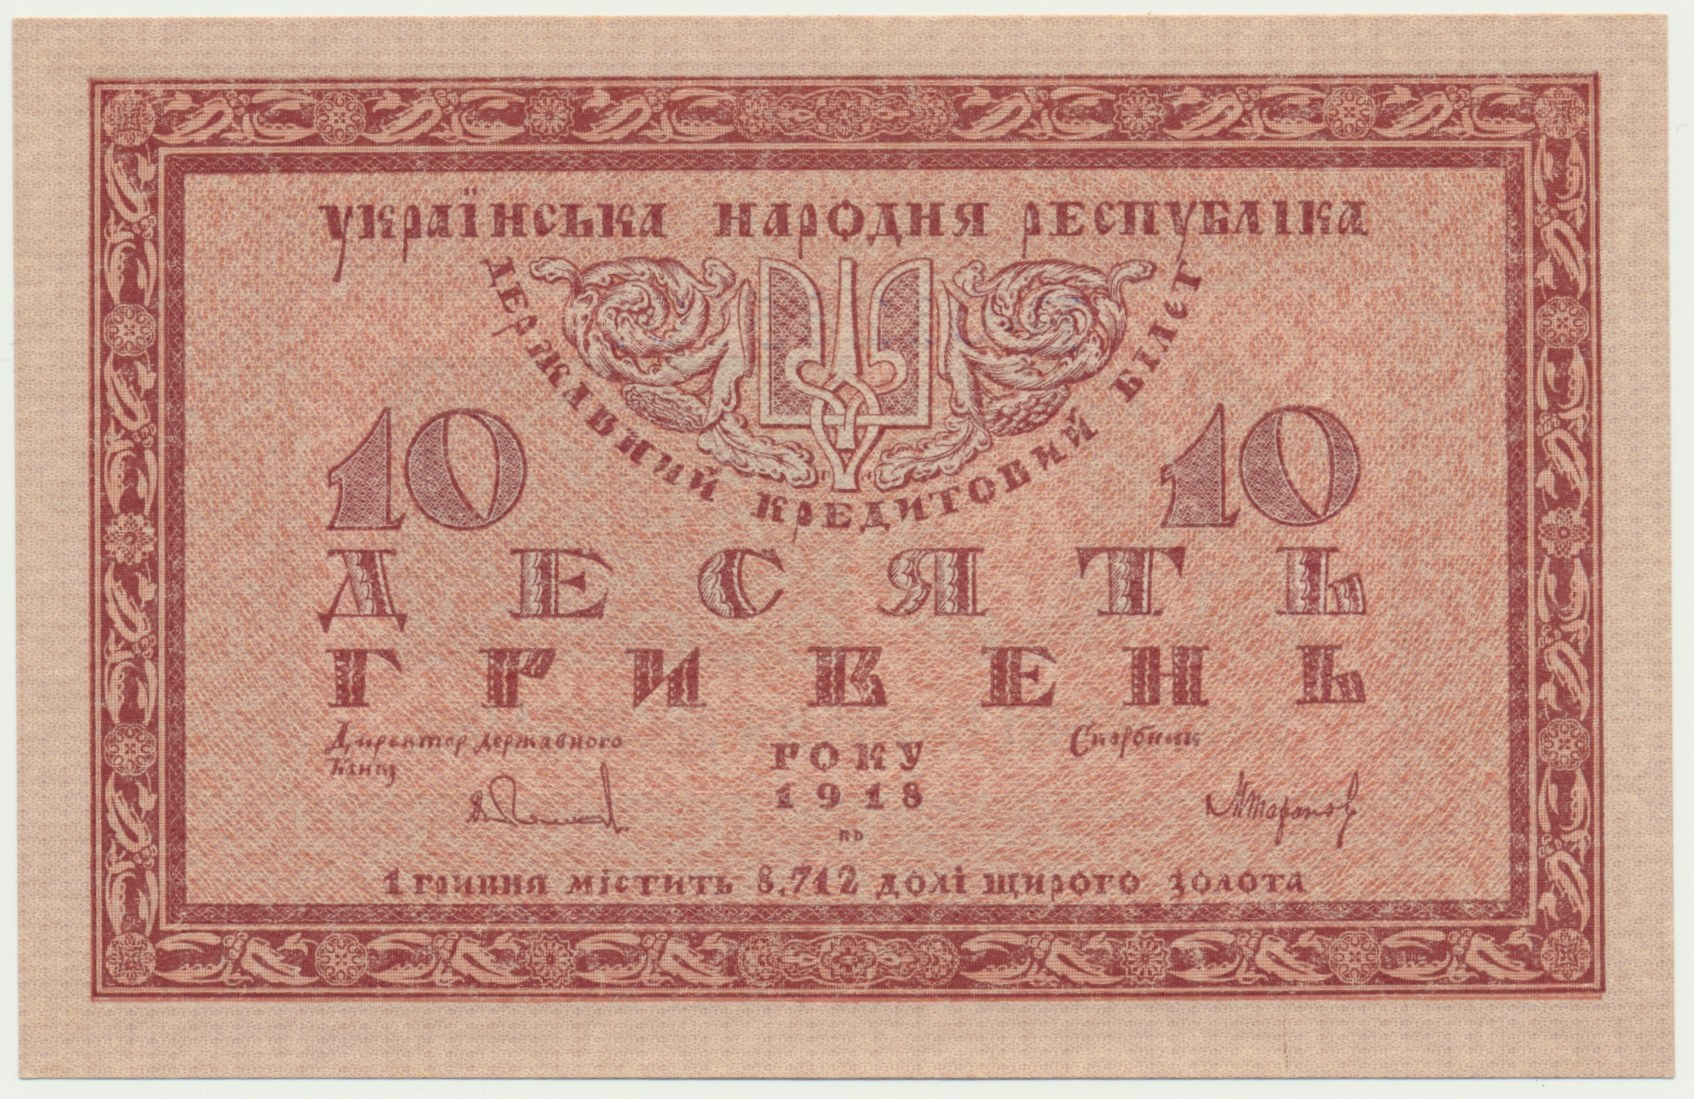 УКРАЇНСЬКА НАРОДНЯ РЕСПУБЛІКА
ДЕРЖАВНИЙ КРЕДИТОВИЙ БІЛЄТ
10 10
ДЕСЯТЬ
ГРИВЕНЬ
Директор державного
банку
Скарбник
РОКУ
1918
1 гривня містить 8,712 долі щирого золота